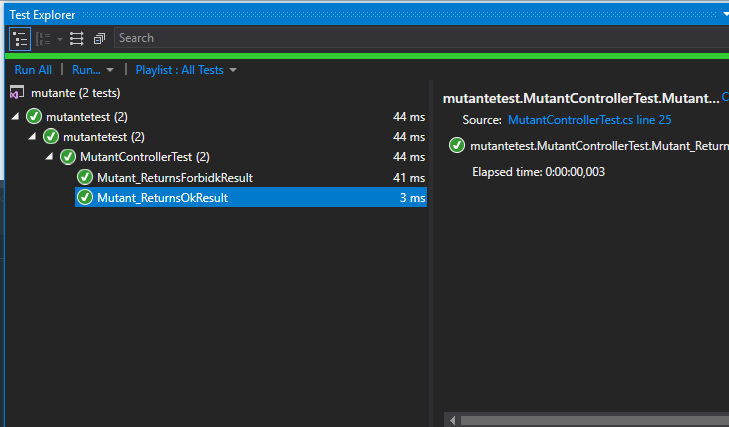 Test Explorer
Search
Run All | Run... | Playlist : All Tests
mutante (2 tests)
mutantetest (2) 44 ms
mutantetest (2) 44 ms
MutantControllerTest (2) 44 ms
Mutant_ReturnsForbidkResult 41 ms
Mutant_ReturnsOkResult 3 ms
mutantetest.MutantControllerTest.Mutant...
Source: MutantControllerTest.cs line 25
mutantetest.MutantControllerTest.Mutant_Retur
Elapsed time: 0:00:00,003